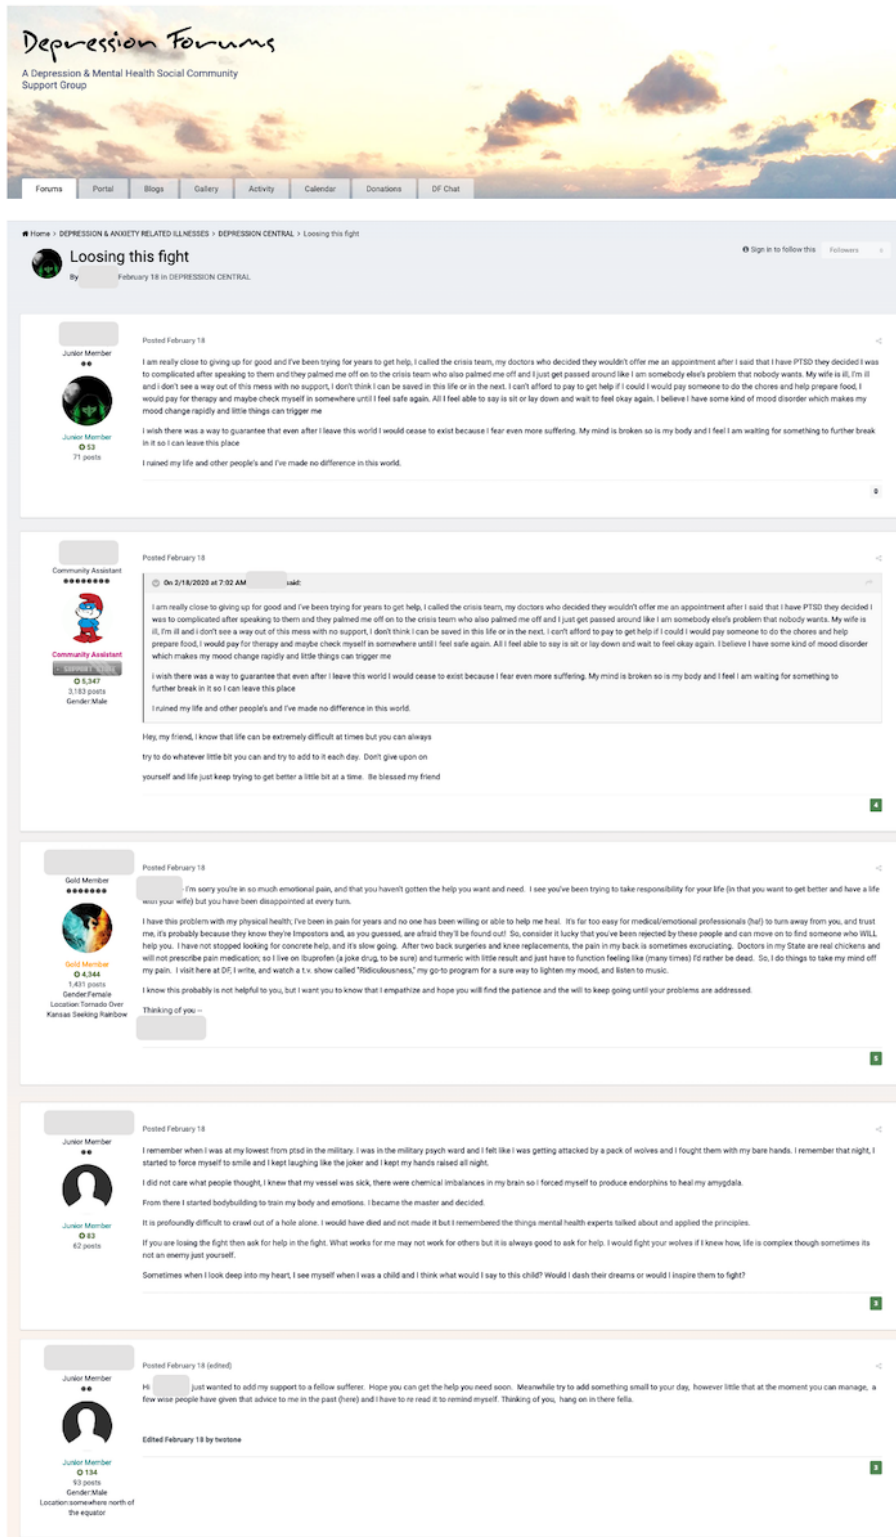 Depression Forums
A Depression & Mental Health Social Community
Support Group
Forums Portal Blogs Gallery Activity Calendar Donations DF Chat
Home > DEPRESSION & ANXIETY RELATED ILLNESSES > DEPRESSION CENTRAL > Loosing this fight
Loosing this fight
Sign in to follow this Followers
By February 18 in DEPRESSION CENTRAL
Junior Member
Junior Member
53
71 posts
Posted February 18
I am really close to giving up for good and I've been trying for years to get help, I called the crisis team, my doctors who decided they wouldn't offer me an appointment after I said that I have PTSD they decided I was
to complicated after speaking to them and they palmed me off on to the crisis team who also palmed me off and I just get passed around like I am somebody else's problem that nobody wants. My wife is ill, I'm ill
and i don't see a way out of this mess with no support, I don't think I can be saved in this life or in the next. I can't afford to pay to get help if I could I would pay someone to do the chores and help prepare food, I
would pay for therapy and maybe check myself in somewhere until I feel safe again. All I feel able to say is sit or lay down and wait to feel okay again. I believe I have some kind of mood disorder which makes my
mood change rapidly and little things can trigger me
i wish there was a way to guarantee that even after I leave this world I would cease to exist because I fear even more suffering. My mind is broken so is my body and I feel I am waiting for something to further break
in it so I can leave this place
I ruined my life and other people's and I've made no difference in this world.
0
Community Assistant
Community Assistant
5,347
3,183 posts
Gender:Male
Posted February 18
On 2/18/2020 at 7:02 AM said:
I am really close to giving up for good and I've been trying for years to get help, I called the crisis team, my doctors who decided they wouldn't offer me an appointment after I said that I have PTSD they decided I
was to complicated after speaking to them and they palmed me off on to the crisis team who also palmed me off and I just get passed around like I am somebody else's problem that nobody wants. My wife is
ill, I'm ill and i don't see a way out of this mess with no support, I don't think I can be saved in this life or in the next. I can't afford to pay to get help if I could I would pay someone to do the chores and help
prepare food, I would pay for therapy and maybe check myself in somewhere until I feel safe again. All I feel able to say is sit or lay down and wait to feel okay again. I believe I have some kind of mood disorder
which makes my mood change rapidly and little things can trigger me
i wish there was a way to guarantee that even after I leave this world I would cease to exist because I fear even more suffering. My mind is broken so is my body and I feel I am waiting for something to
further break in it so I can leave this place
I ruined my life and other people's and I've made no difference in this world.
Hey, my friend, I know that life can be extremely difficult at times but you can always
try to do whatever little bit you can and try to add to it each day. Don't give upon on
yourself and life just keep trying to get better a little bit at a time. Be blessed my friend
4
Gold Member
Gold Member
4,344
1,431 posts
Gender:Female
Location:Tornado Over
Kansas Seeking Rainbow
Posted February 18
- I'm sorry you're in so much emotional pain, and that you haven't gotten the help you want and need. I see you've been trying to take responsibility for your life (in that you want to get better and have a life
with your wife) but you have been disappointed at every turn.
I have this problem with my physical health; I've been in pain for years and no one has been willing or able to help me heal. It's far too easy for medical/emotional professionals (ha!) to turn away from you, and trust
me, it's probably because they know they're Impostors and, as you guessed, are afraid they'll be found out! So, consider it lucky that you've been rejected by these people and can move on to find someone who WILL
help you. I have not stopped looking for concrete help, and it's slow going. After two back surgeries and knee replacements, the pain in my back is sometimes excruciating. Doctors in my State are real chickens and
will not prescribe pain medication; so I live on Ibuprofen (a joke drug, to be sure) and turmeric with little result and just have to function feeling like (many times) I'd rather be dead. So, I do things to take my mind off
my pain. I visit here at DF, I write, and watch a t.v. show called "Ridiculousness," my go-to program for a sure way to lighten my mood, and listen to music.
I know this probably is not helpful to you, but I want you to know that I empathize and hope you will find the patience and the will to keep going until your problems are addressed.
Thinking of you --
5
Junior Member
Junior Member
83
62 posts
Posted February 18
I remember when I was at my lowest from ptsd in the military. I was in the military psych ward and I felt like I was getting attacked by a pack of wolves and I fought them with my bare hands. I remember that night, I
started to force myself to smile and I kept laughing like the joker and I kept my hands raised all night.
I did not care what people thought, I knew that my vessel was sick, there were chemical imbalances in my brain so I forced myself to produce endorphins to heal my amygdala.
From there I started bodybuilding to train my body and emotions. I became the master and decided.
It is profoundly difficult to crawl out of a hole alone. I would have died and not made it but I remembered the things mental health experts talked about and applied the principles.
If you are losing the fight then ask for help in the fight. What works for me may not work for others but it is always good to ask for help. I would fight your wolves if I knew how, life is complex though sometimes its
not an enemy just yourself.
Sometimes when I look deep into my heart, I see myself when I was a child and I think what would I say to this child? Would I dash their dreams or would I inspire them to fight?
3
Junior Member
Junior Member
134
93 posts
Gender:Male
Location:somewhere north of
the equator
Posted February 18 (edited)
Hi just wanted to add my support to a fellow sufferer. Hope you can get the help you need soon. Meanwhile try to add something small to your day, however little that at the moment you can manage, a
few wise people have given that advice to me in the past (here) and I have to re read it to remind myself. Thinking of you, hang on in there fella.
Edited February 18 by twotone
3